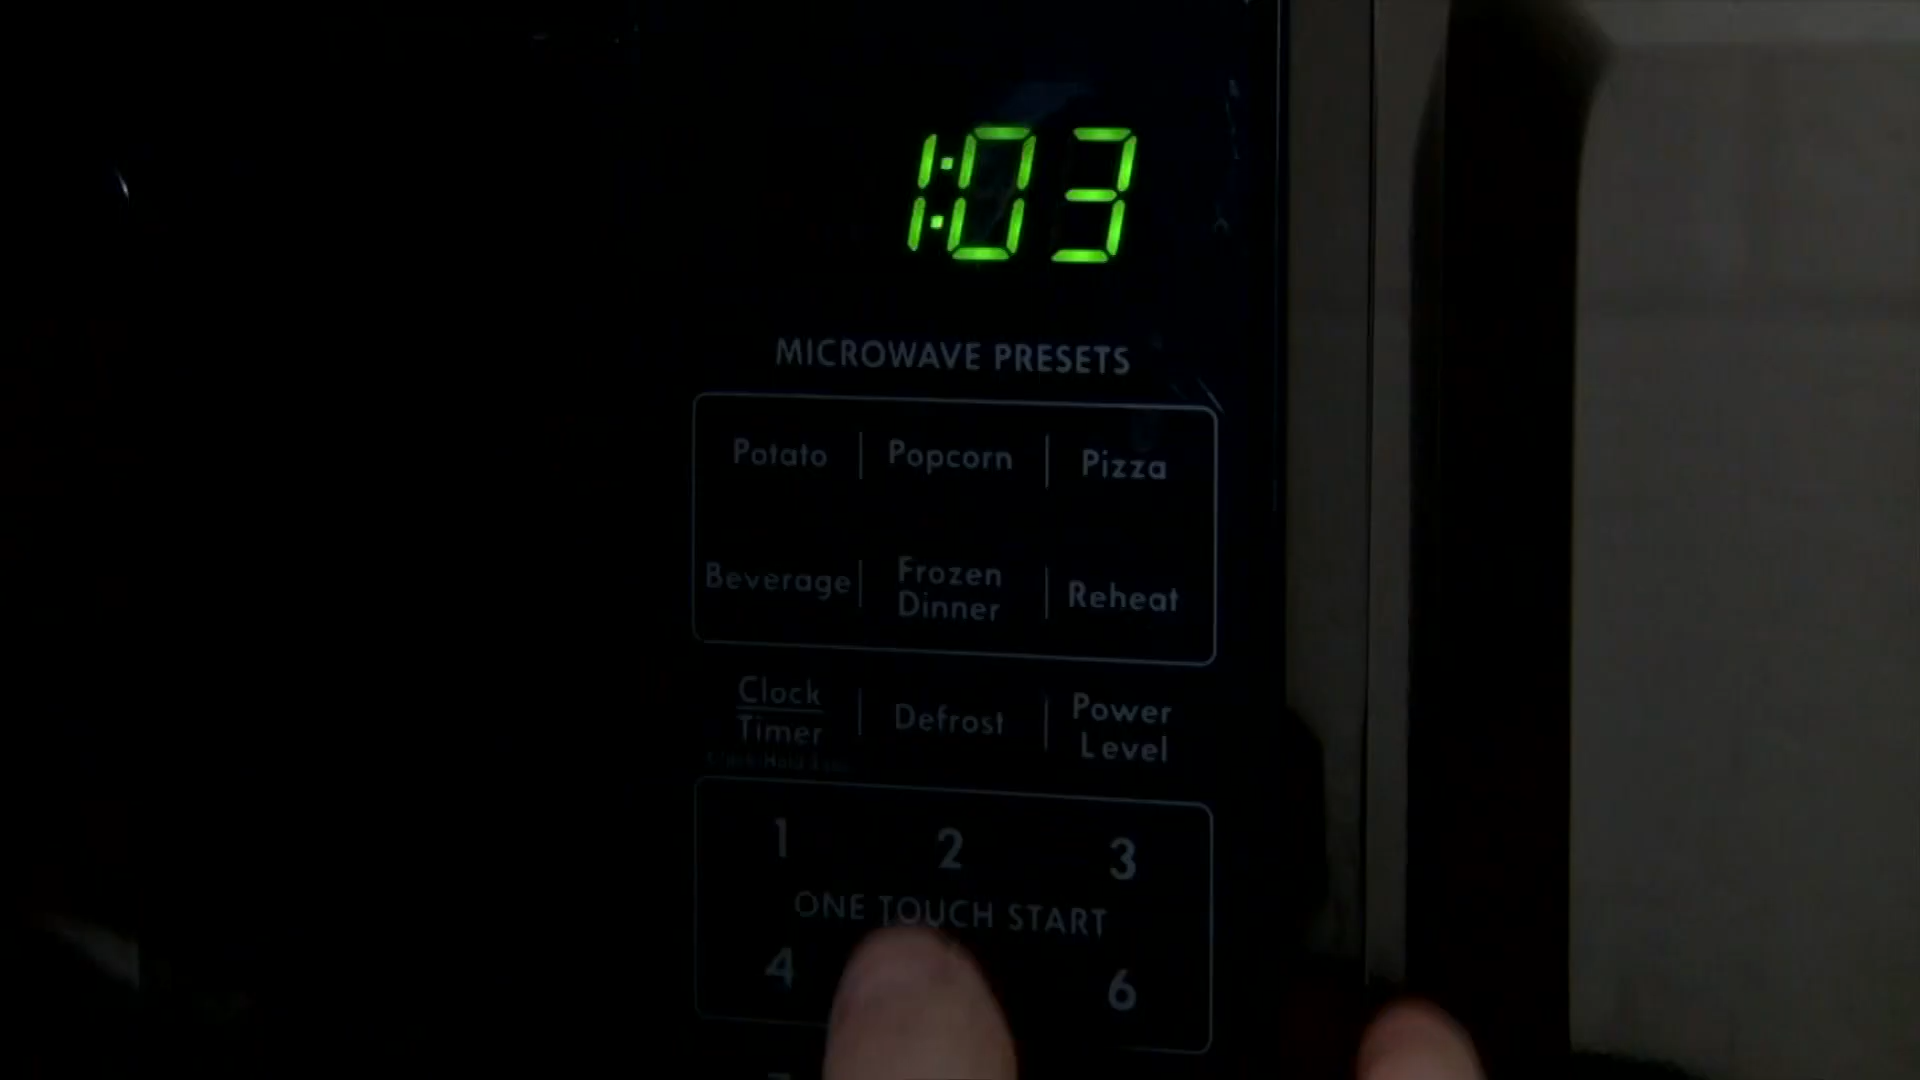 1:03
MICROWAVE PRESETS
Potato Popcorn Pizza
Beverage Frozen Dinner Reheat
Clock Timer Defrost Power Level
1 2 3
ONE TOUCH START
4 6